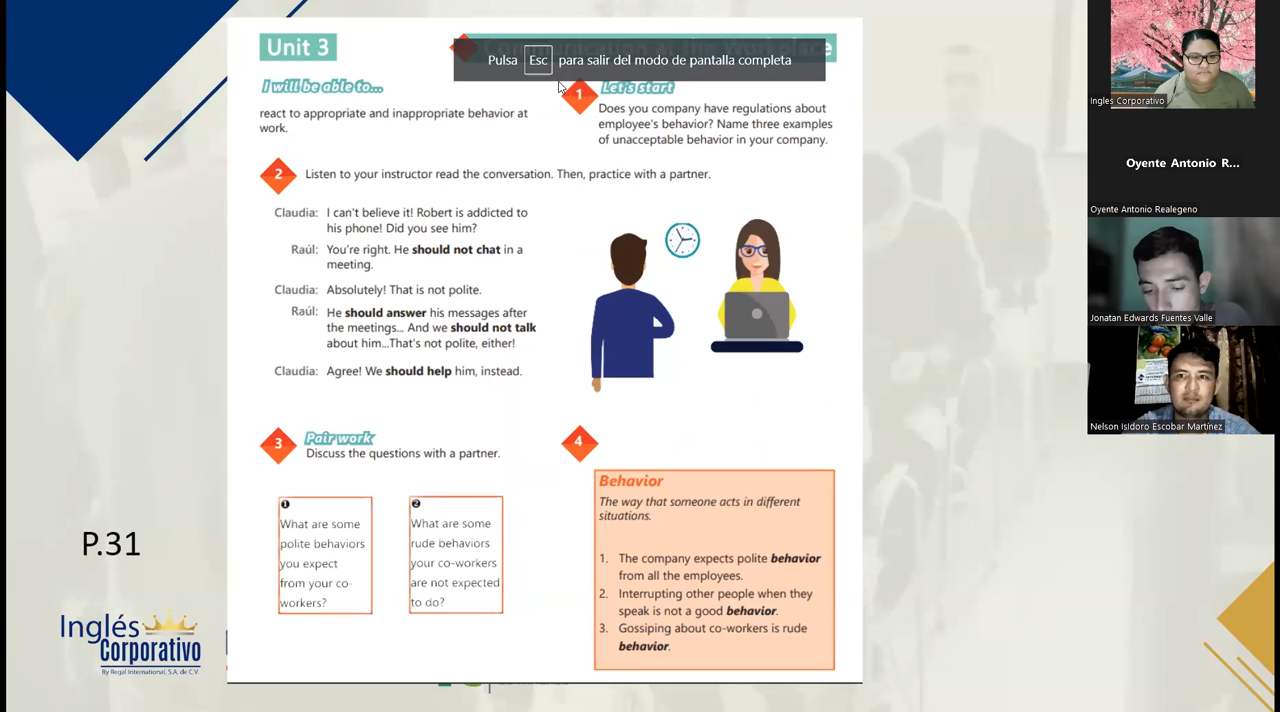 Unit 3
Pulsa Esc para salir del modo de pantalla completa
I will be able to...
react to appropriate and inappropriate behavior at
work.
1
Let's start
Does you company have regulations about
employee's behavior? Name three examples
of unacceptable behavior in your company.
2
Listen to your instructor read the conversation. Then, practice with a partner.
Claudia: I can't believe it! Robert is addicted to
his phone! Did you see him?
Raúl: You're right. He should not chat in a
meeting.
Claudia: Absolutely! That is not polite.
Raúl: He should answer his messages after
the meetings... And we should not talk
about him...That's not polite, either!
Claudia: Agree! We should help him, instead.
3
Pair work
Discuss the questions with a partner.
1
What are some
polite behaviors
you expect
from your co-
workers?
2
What are some
rude behaviors
your co-workers
are not expected
to do?
4
Behavior
The way that someone acts in different
situations.
1. The company expects polite behavior
from all the employees.
2. Interrupting other people when they
speak is not a good behavior.
3. Gossiping about co-workers is rude
behavior.
P.31
Inglés
Corporativo
By Regal International, S.A. de C.V.
Ingles Corporativo
Oyente Antonio R...
Oyente Antonio Realegeno
Jonatan Edwards Fuentes Valle
Nelson Isidoro Escobar Martínez